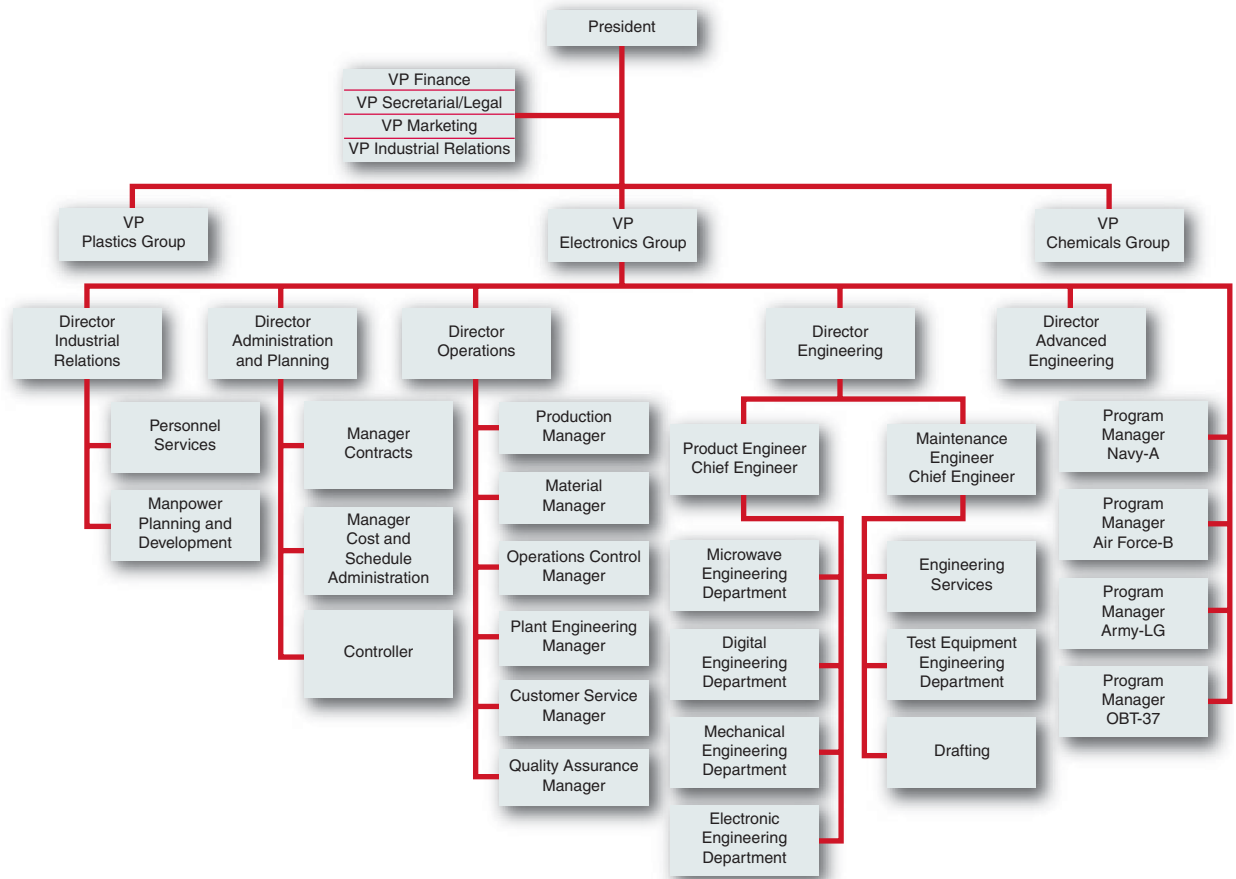 President
VP Finance
VP Secretarial/Legal
VP Marketing
VP Industrial Relations
VP
Plastics Group
VP
Electronics Group
VP
Chemicals Group
Director
Industrial
Relations
Director
Administration
and Planning
Director
Operations
Director
Engineering
Director
Advanced
Engineering
Personnel
Services
Manpower
Planning and
Development
Manager
Contracts
Manager
Cost and
Schedule
Administration
Controller
Production
Manager
Material
Manager
Operations Control
Manager
Plant Engineering
Manager
Customer Service
Manager
Quality Assurance
Manager
Product Engineer
Chief Engineer
Microwave
Engineering
Department
Digital
Engineering
Department
Mechanical
Engineering
Department
Electronic
Engineering
Department
Maintenance
Engineer
Chief Engineer
Engineering
Services
Test Equipment
Engineering
Department
Drafting
Program
Manager
Navy-A
Program
Manager
Air Force-B
Program
Manager
Army-LG
Program
Manager
OBT-37